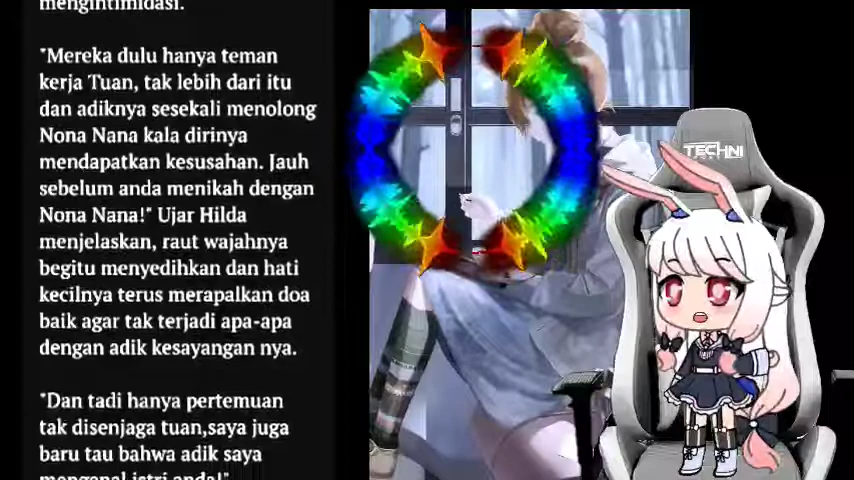 mengintimidasi.
"Mereka dulu hanya teman
kerja Tuan, tak lebih dari itu
dan adiknya sesekali menolong
Nona Nana kala dirinya
mendapatkan kesusahan. Jauh
sebelum anda menikah dengan
Nona Nana!" Ujar Hilda
menjelaskan, raut wajahnya
begitu menyedihkan dan hati
kecilnya terus merapalkan doa
baik agar tak terjadi apa-apa
dengan adik kesayangan nya.
"Dan tadi hanya pertemuan
tak disenjaga tuan,saya juga
baru tau bahwa adik saya
mengenal istri anda!"
TECHNI